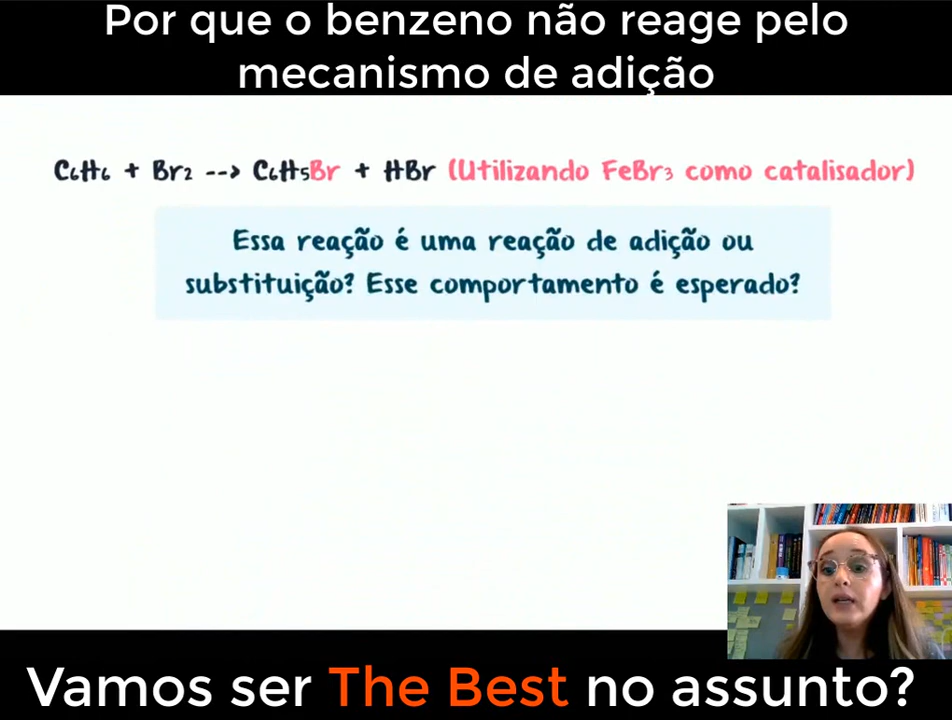 Por que o benzeno não reage pelo
mecanismo de adição
C₆H₆ + Br₂ --> C₆H₅Br + HBr (Utilizando FeBr₃ como catalisador)
Essa reação é uma reação de adição ou
substituição? Esse comportamento é esperado?
Vamos ser The Best no assunto?